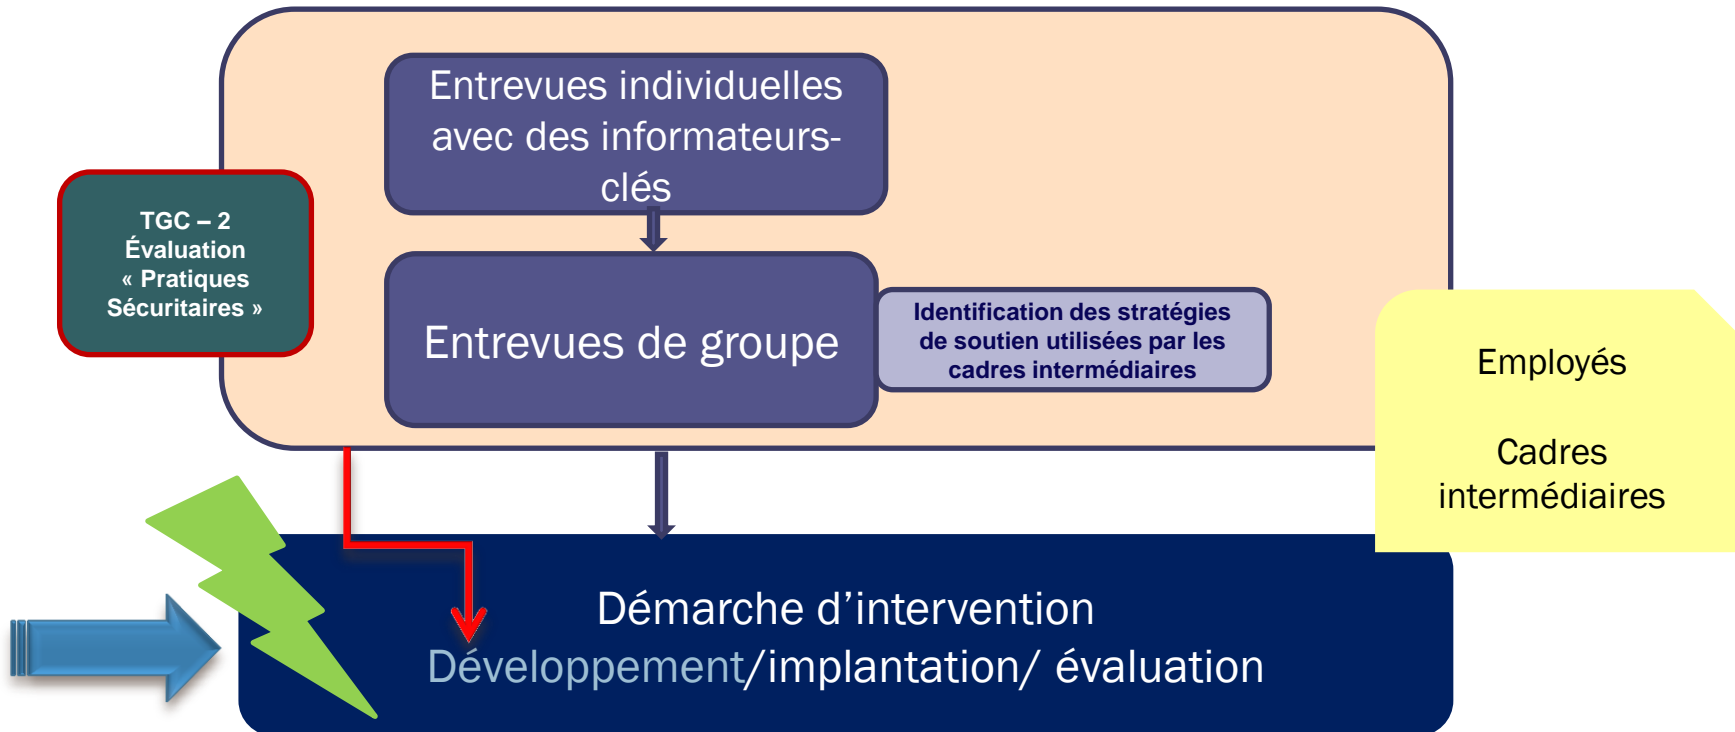 Entrevues individuelles
avec des informateurs-
clés
TGC – 2
Évaluation
« Pratiques
Sécuritaires »
Entrevues de groupe
Identification des stratégies
de soutien utilisées par les
cadres intermédiaires
Employés
Cadres
intermédiaires
Démarche d’intervention
Développement/implantation/ évaluation